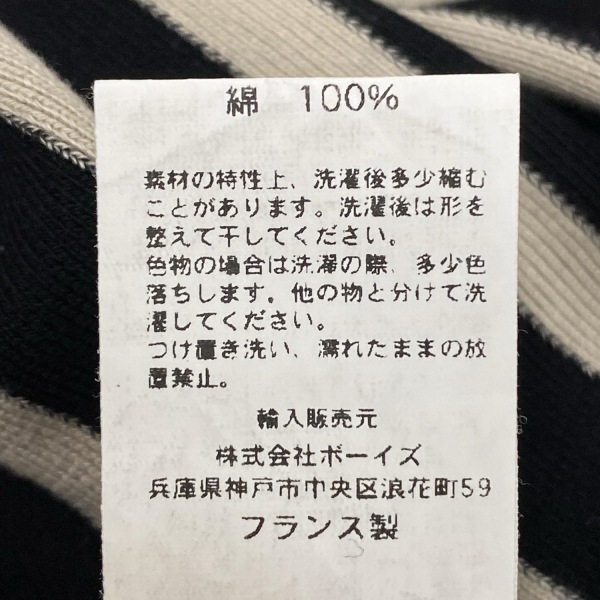 綿 100%
素材の特性上、洗濯後多少縮む
ことがあります。洗濯後は形を
整えて干してください。
色物の場合は洗濯の際、多少色
落ちします。他の物と分けて洗
濯してください。
つけ置き洗い、濡れたままの放
置禁止。
輸入販売元
株式会社ボーイズ
兵庫県神戸市中央区浪花町59
フランス製